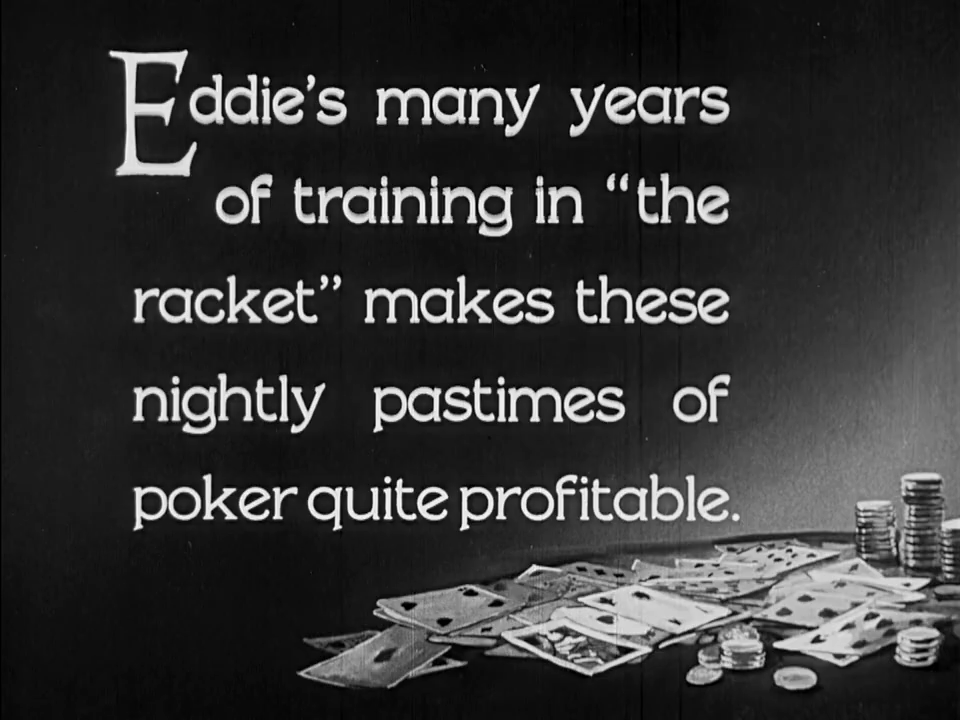 Eddie's many years
of training in “the
racket” makes these
nightly pastimes of
poker quite profitable.